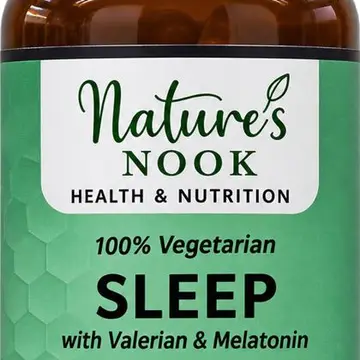 Nature's
NOOK
HEALTH & NUTRITION
100% Vegetarian
SLEEP
with Valerian & Melatonin